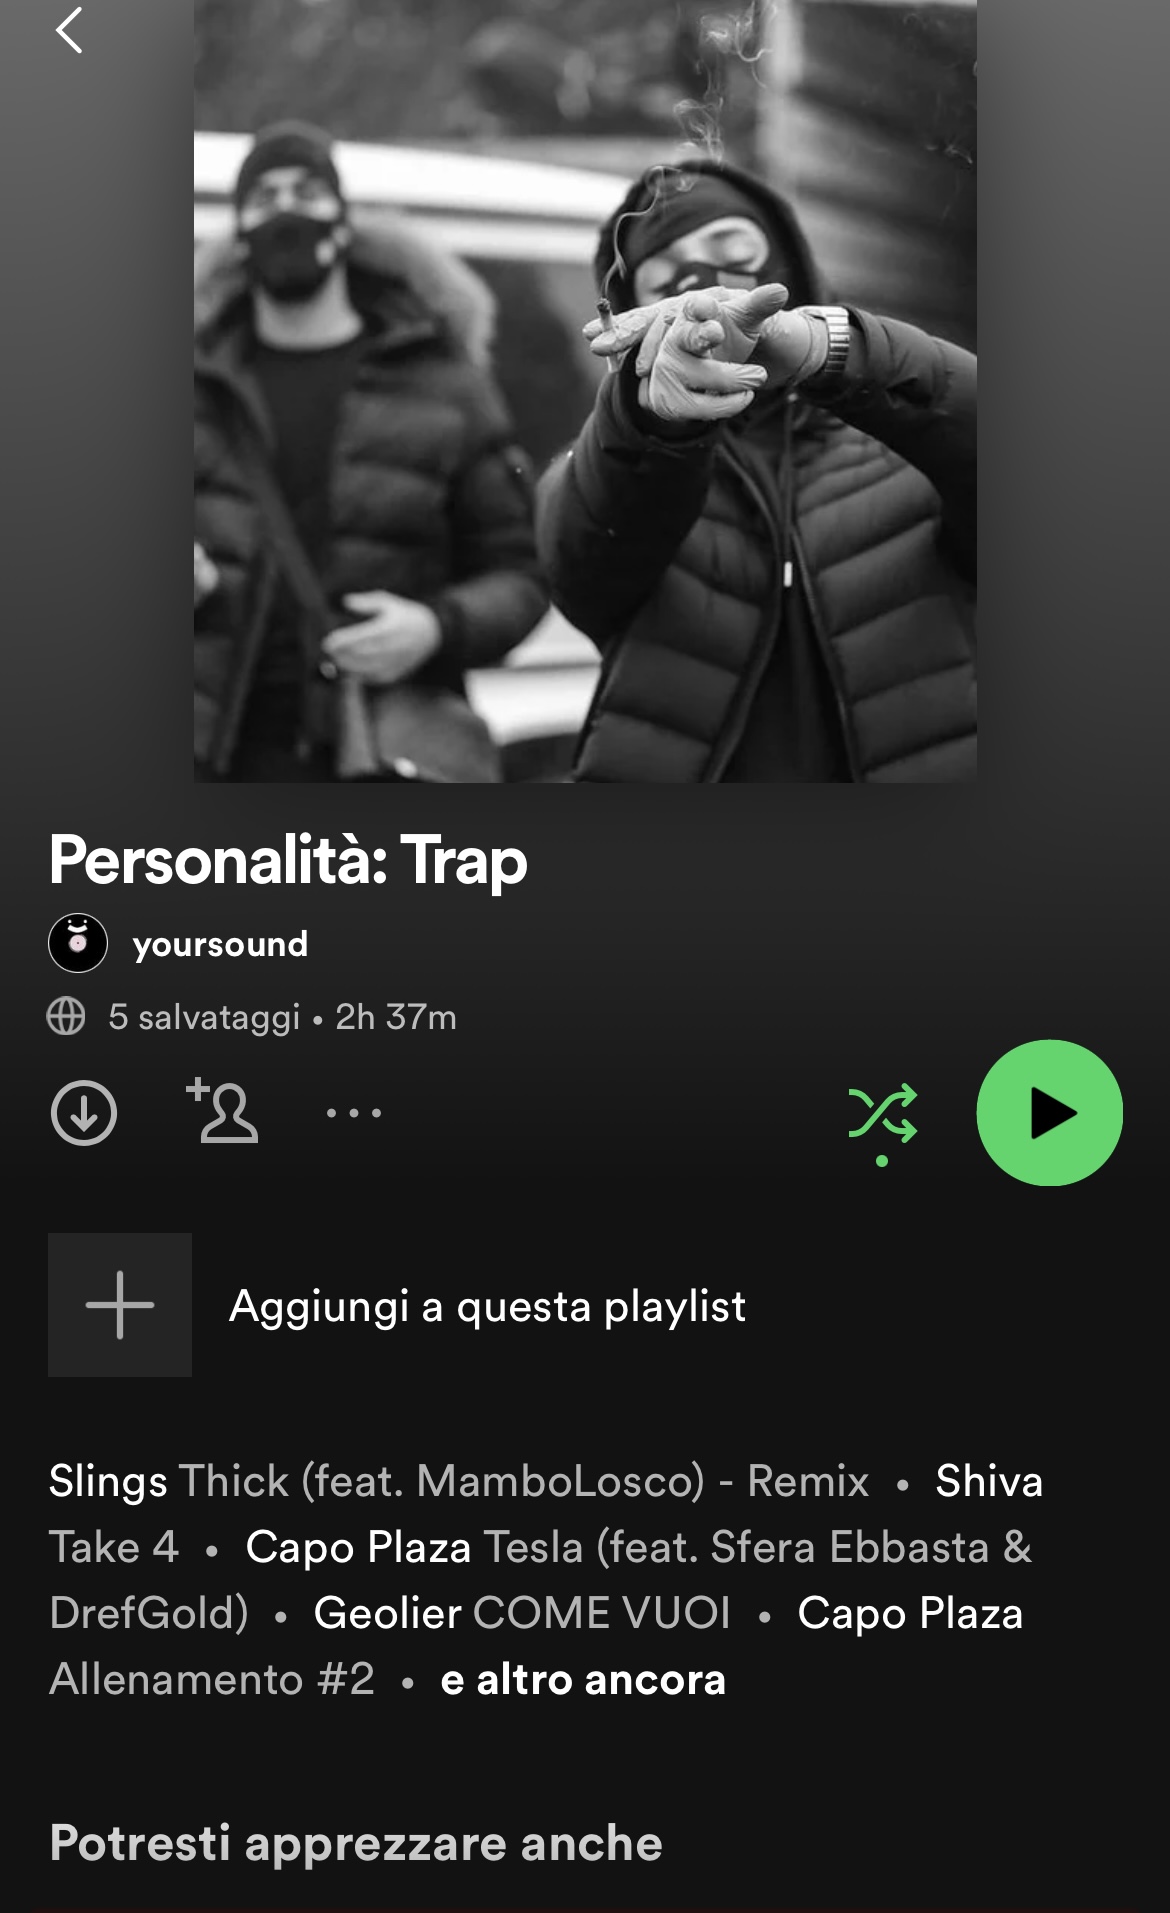 Personalità: Trap
yoursound
5 salvataggi • 2h 37m
Aggiungi a questa playlist
Slings Thick (feat. MamboLosco) - Remix • Shiva
Take 4 • Capo Plaza Tesla (feat. Sfera Ebbasta &
DrefGold) • Geolier COME VUOI • Capo Plaza
Allenamento #2 • e altro ancora
Potresti apprezzare anche